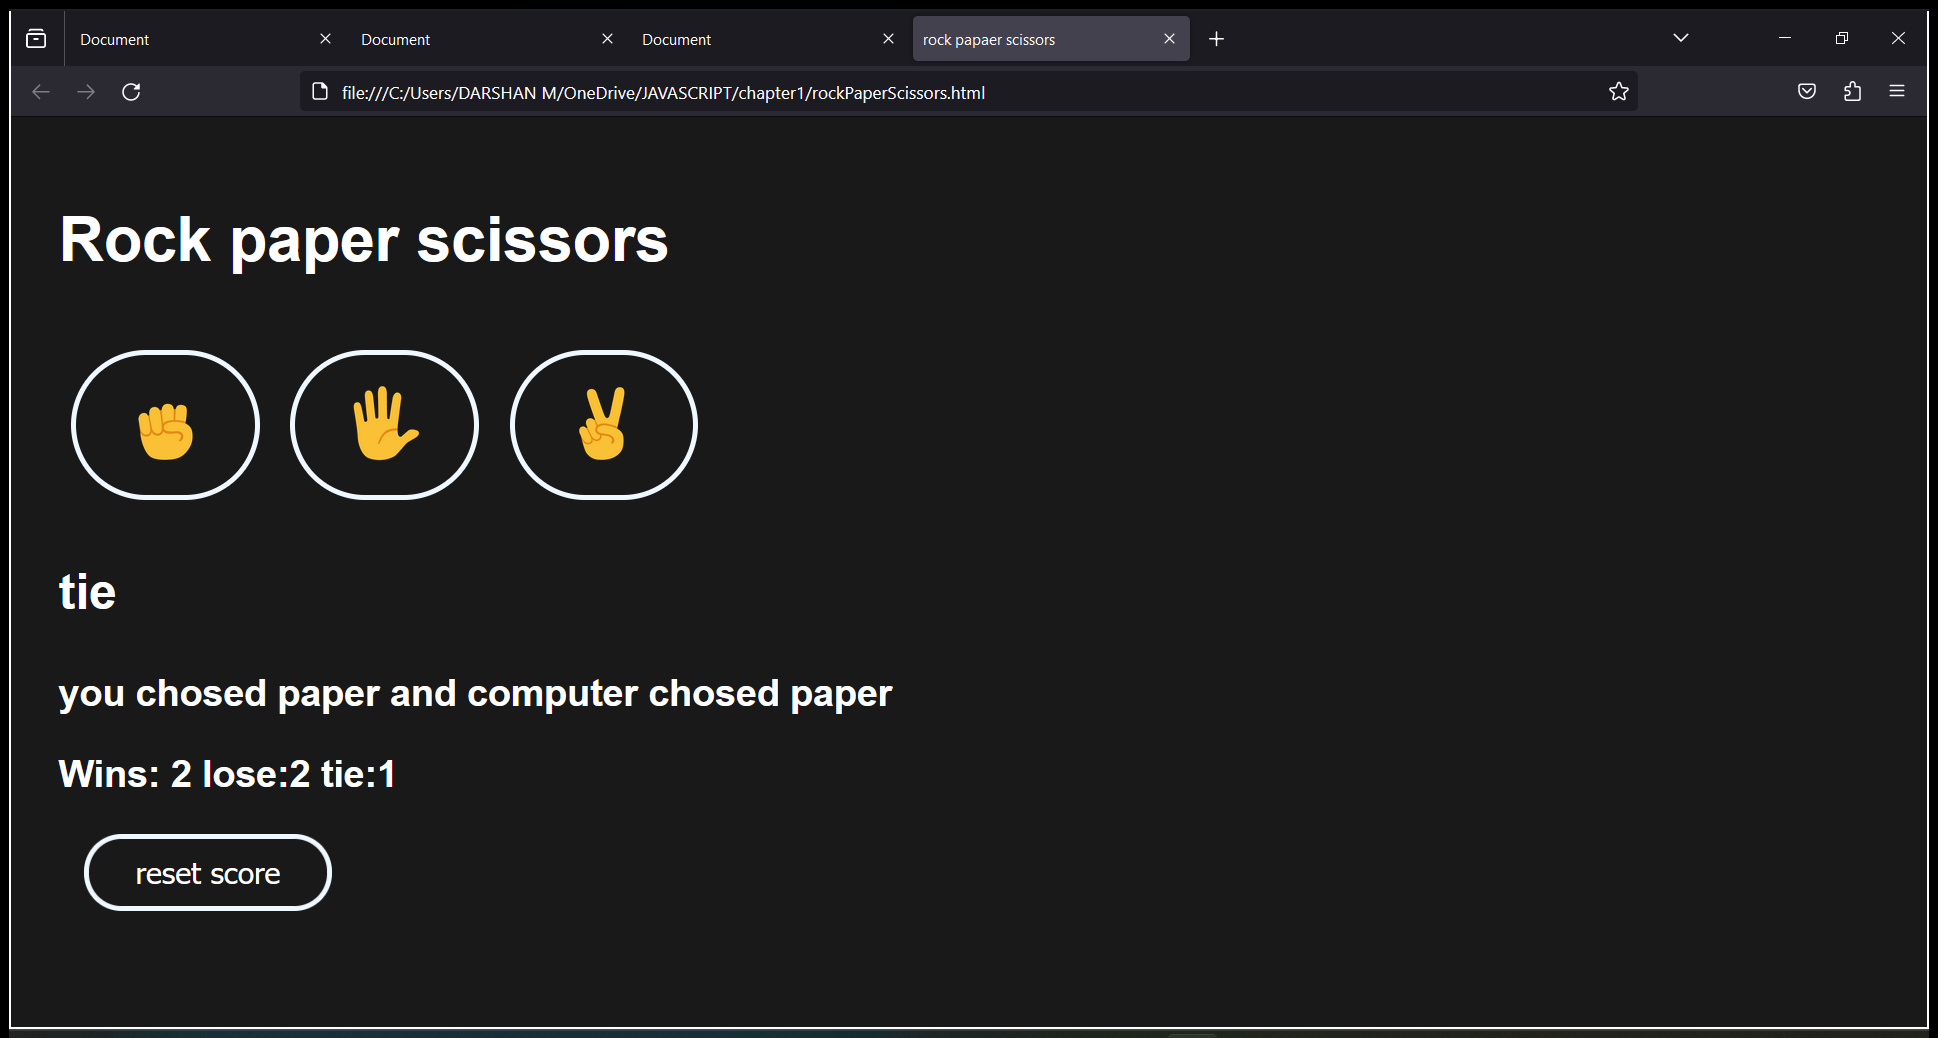 Document
Document
Document
rock papaer scissors
file:///C:/Users/DARSHAN M/OneDrive/JAVASCRIPT/chapter1/rockPaperScissors.html
Rock paper scissors
tie
you chosed paper and computer chosed paper
Wins: 2 lose:2 tie:1
reset score